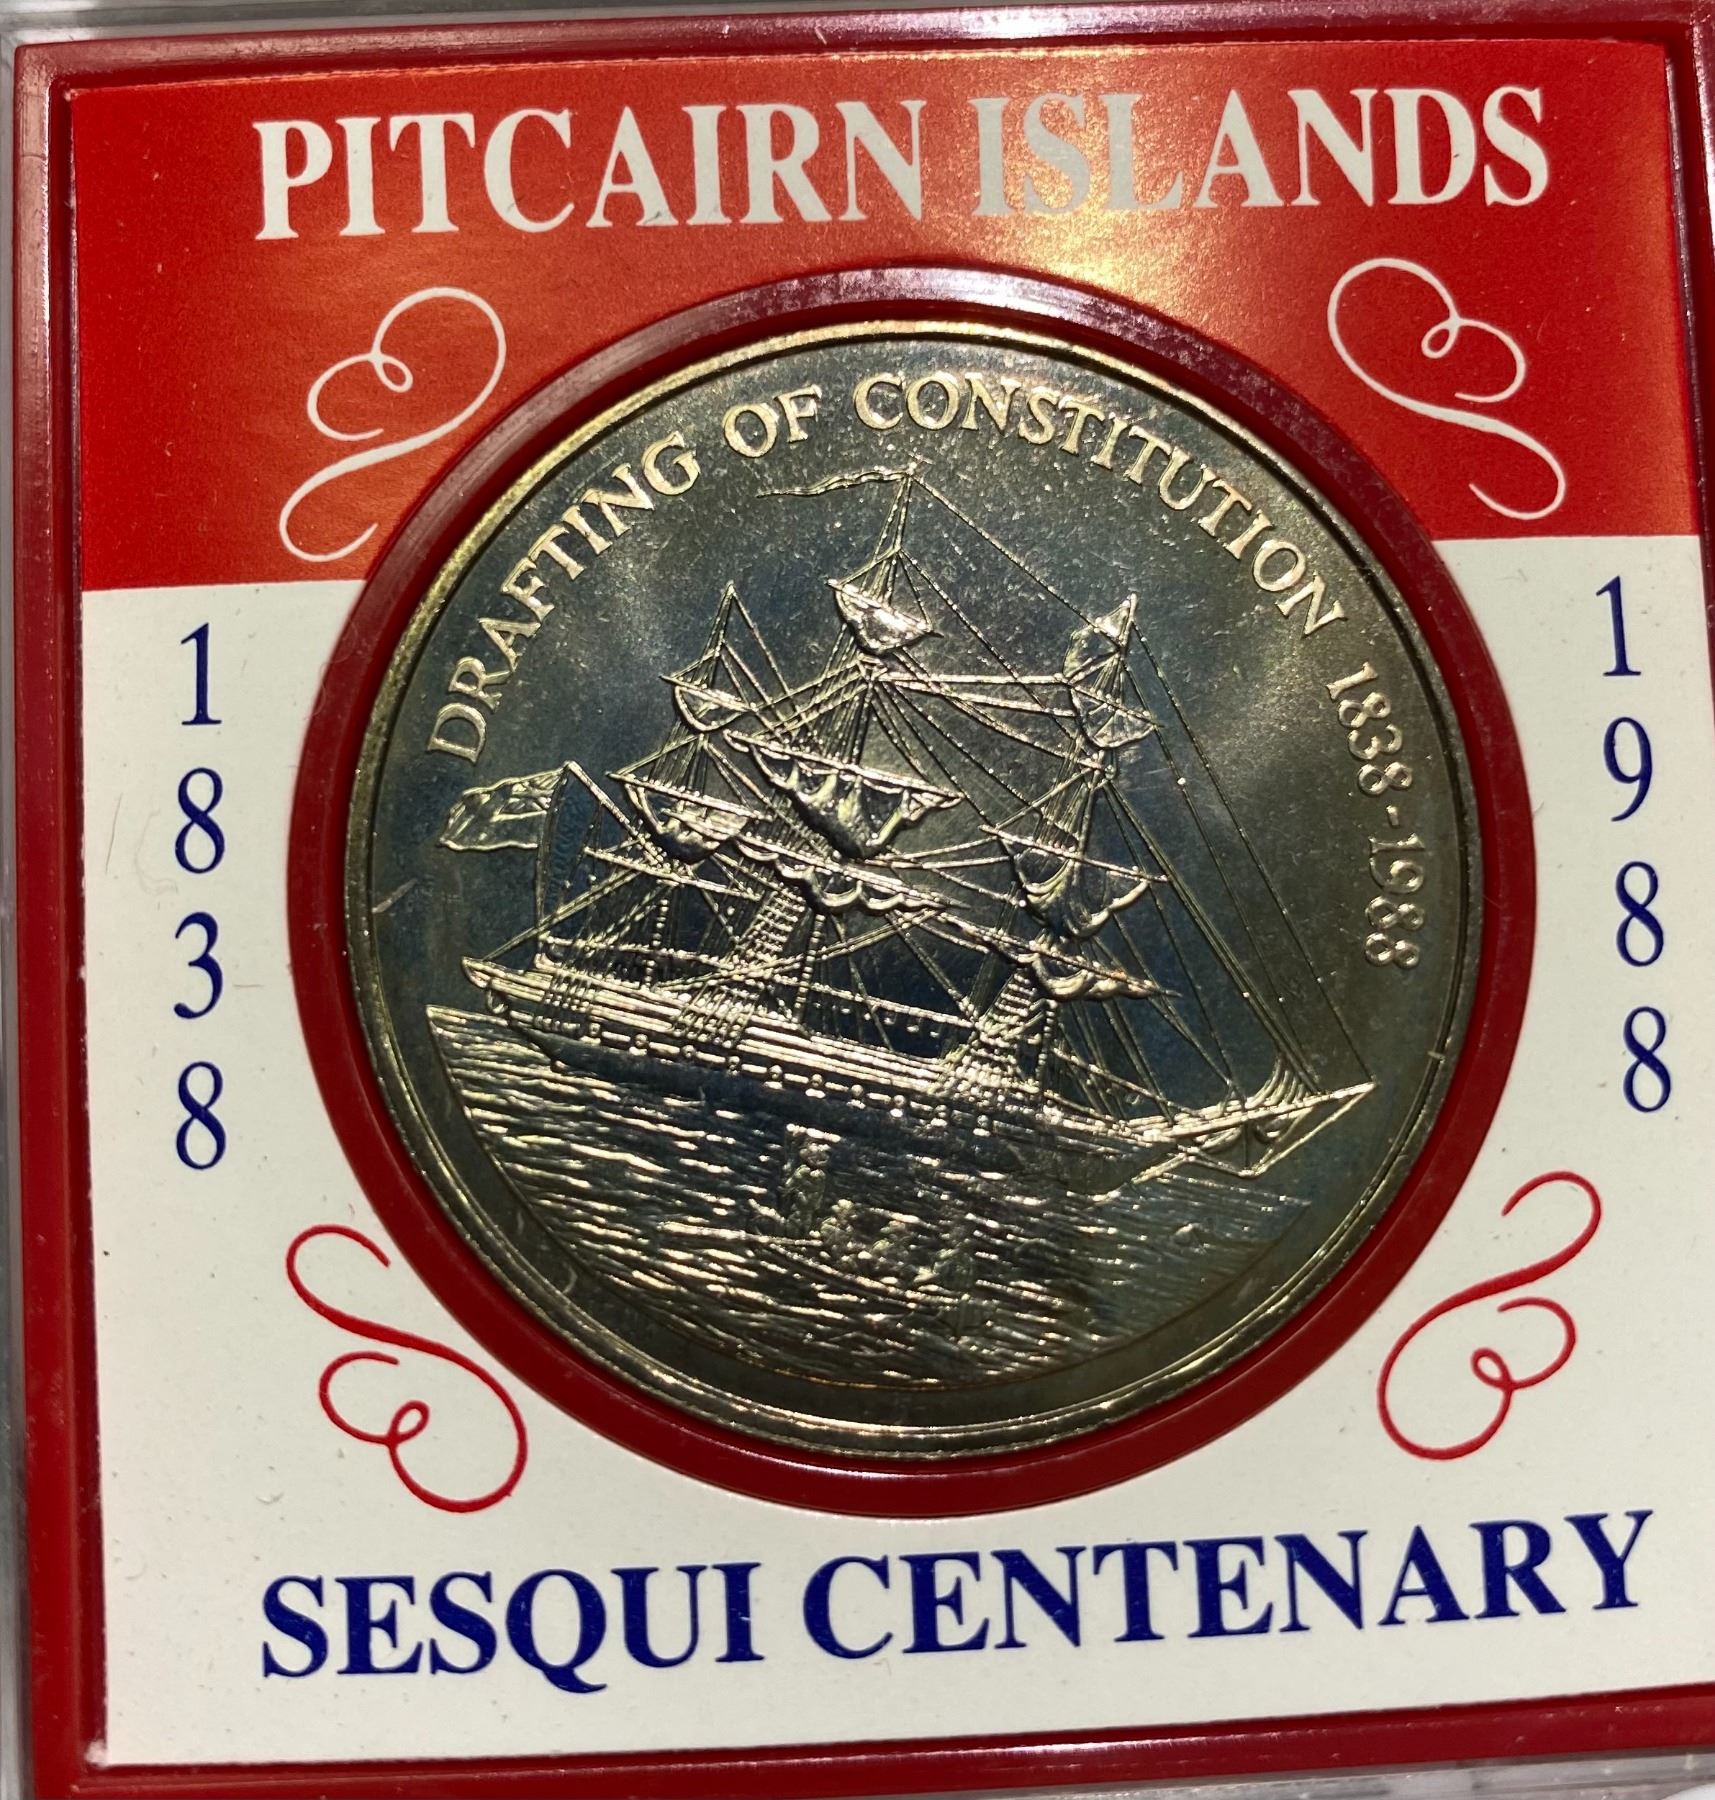 PITCAIRN ISLANDS
DRAFTING OF CONSTITUTION 1838-1988
1838
1988
SESQUI CENTENARY